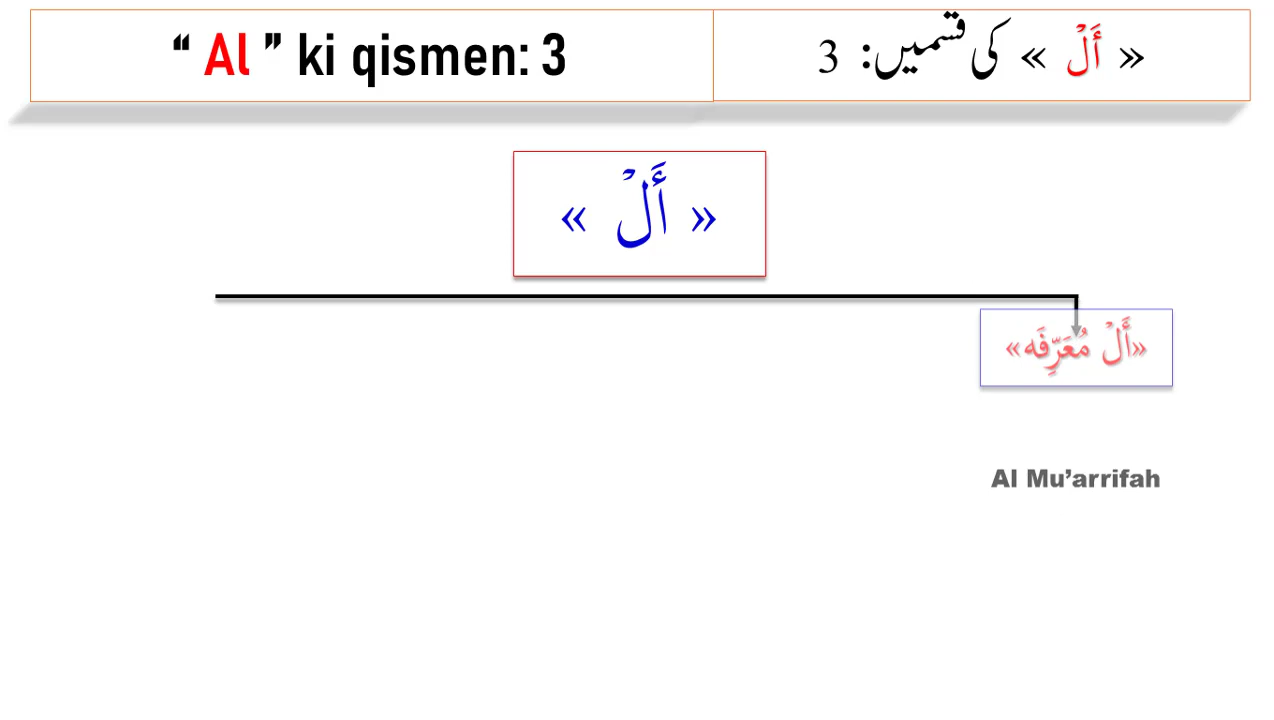 “ Al ” ki qismen: 3
« أَلْ » کی قسمیں: 3
« أَلْ »
«أَلْ مُعَرِّفَه»
Al Mu’arrifah